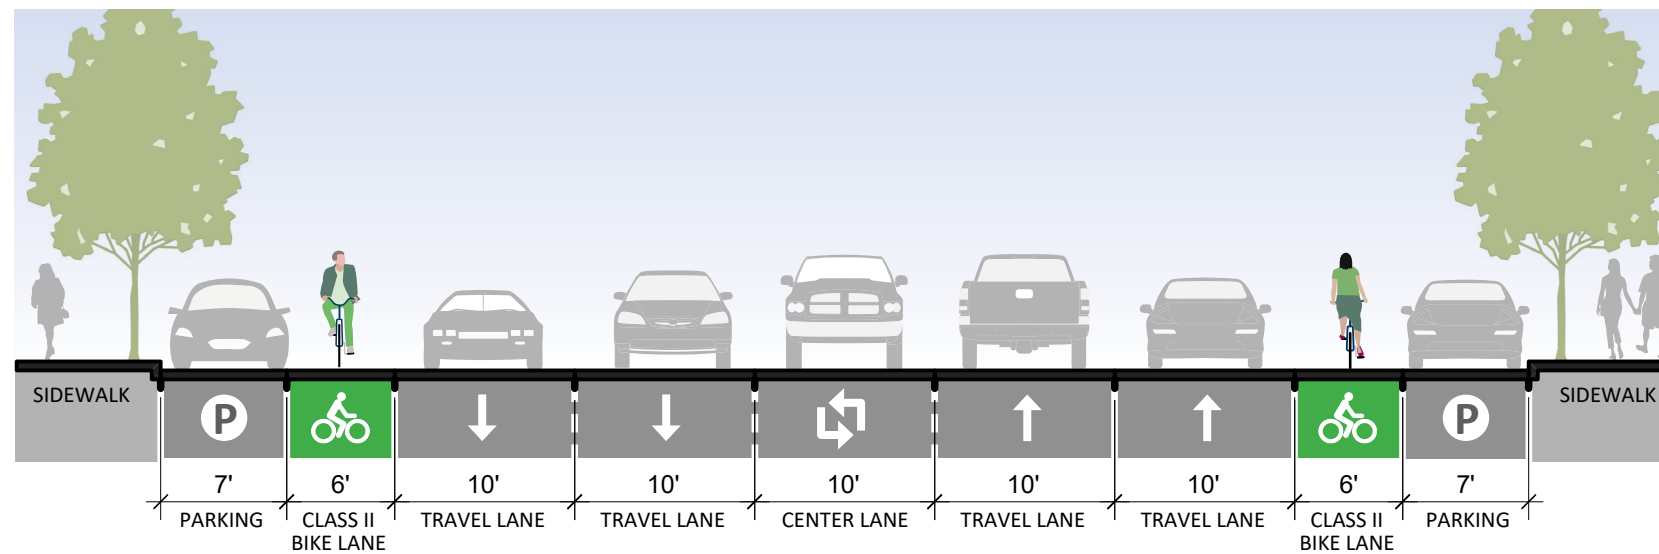 SIDEWALK
SIDEWALK
P
P
7'
6'
10'
10'
10'
10'
10'
6'
7'
PARKING
CLASS II
BIKE LANE
TRAVEL LANE
TRAVEL LANE
CENTER LANE
TRAVEL LANE
TRAVEL LANE
CLASS II
BIKE LANE
PARKING